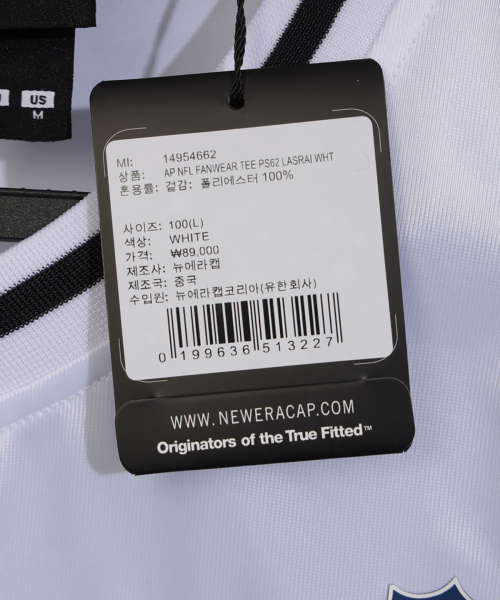 US
M
MI: 14954662
상품: AP NFL FANWEAR TEE PS62 LASRAI WHT
혼용률: 겉감: 폴리에스터 100%
사이즈: 100(L)
색상: WHITE
가격: ₩89,000
제조사: 뉴에라캡
제조국: 중국
수입원: 뉴에라캡코리아(유한회사)
0 199636 513227
WWW.NEWERACAP.COM
Originators of the True Fitted™